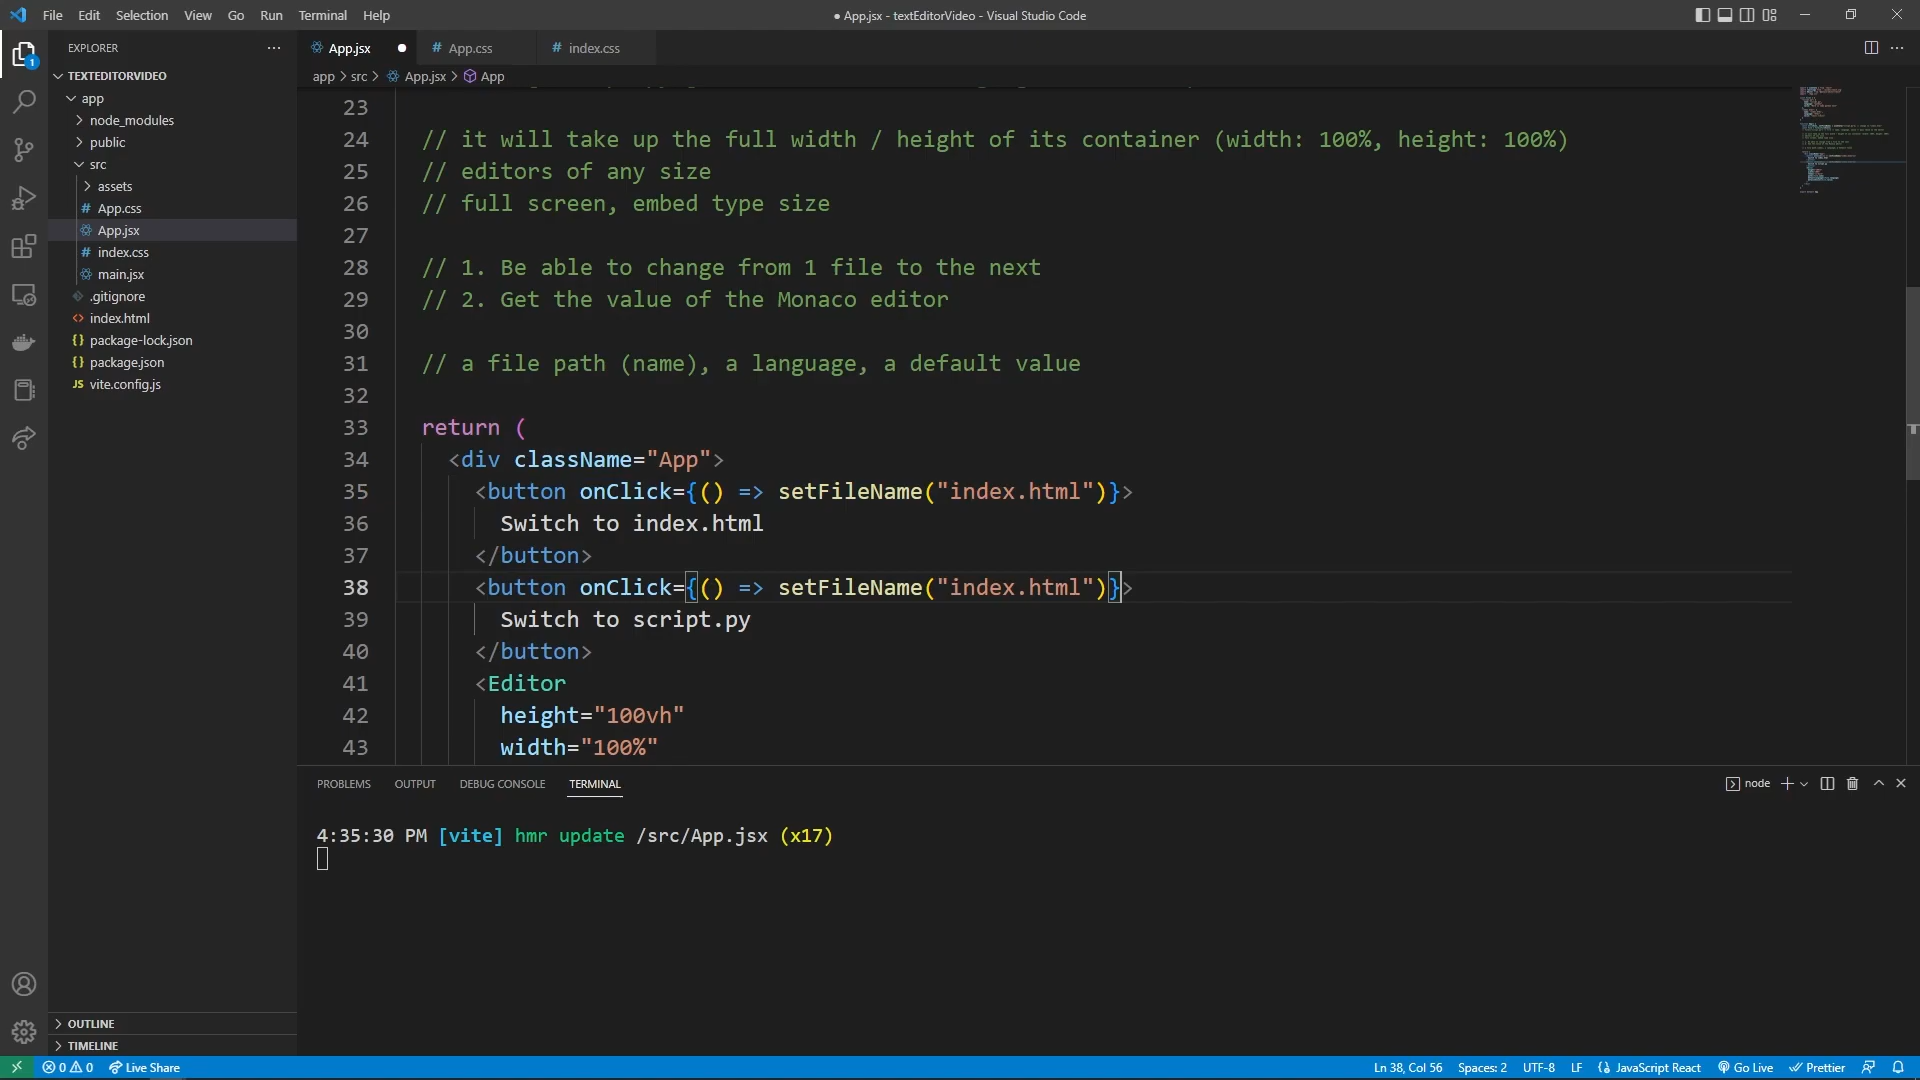 File Edit Selection View Go Run Terminal Help
● App.jsx - textEditorVideo - Visual Studio Code
EXPLORER
TEXTEDITORVIDEO
app
node_modules
public
src
assets
# App.css
App.jsx
# index.css
main.jsx
.gitignore
<> index.html
{} package-lock.json
{} package.json
JS vite.config.js
OUTLINE
TIMELINE
1
App.jsx ●
# App.css
# index.css
app > src > App.jsx > App
23
24 // it will take up the full width / height of its container (width: 100%, height: 100%)
25 // editors of any size
26 // full screen, embed type size
27
28 // 1. Be able to change from 1 file to the next
29 // 2. Get the value of the Monaco editor
30
31 // a file path (name), a language, a default value
32
33 return (
34 <div className="App">
35 <button onClick={() => setFileName("index.html")}>
36 Switch to index.html
37 </button>
38 <button onClick={() => setFileName("index.html")}>
39 Switch to script.py
40 </button>
41 <Editor
42 height="100vh"
43 width="100%"
PROBLEMS OUTPUT DEBUG CONSOLE TERMINAL
node
4:35:30 PM [vite] hmr update /src/App.jsx (x17)
0 0 Live Share
Ln 38, Col 56 Spaces: 2 UTF-8 LF {} JavaScript React Go Live Prettier